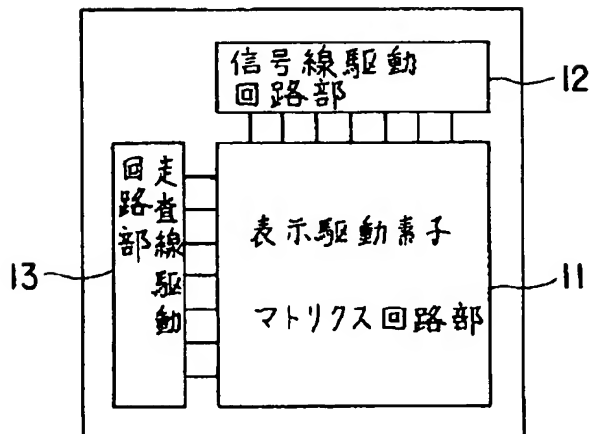 信号線駆動
回路部
12
走査線駆動
回路部
13
表示駆動素子
マトリクス回路部
11